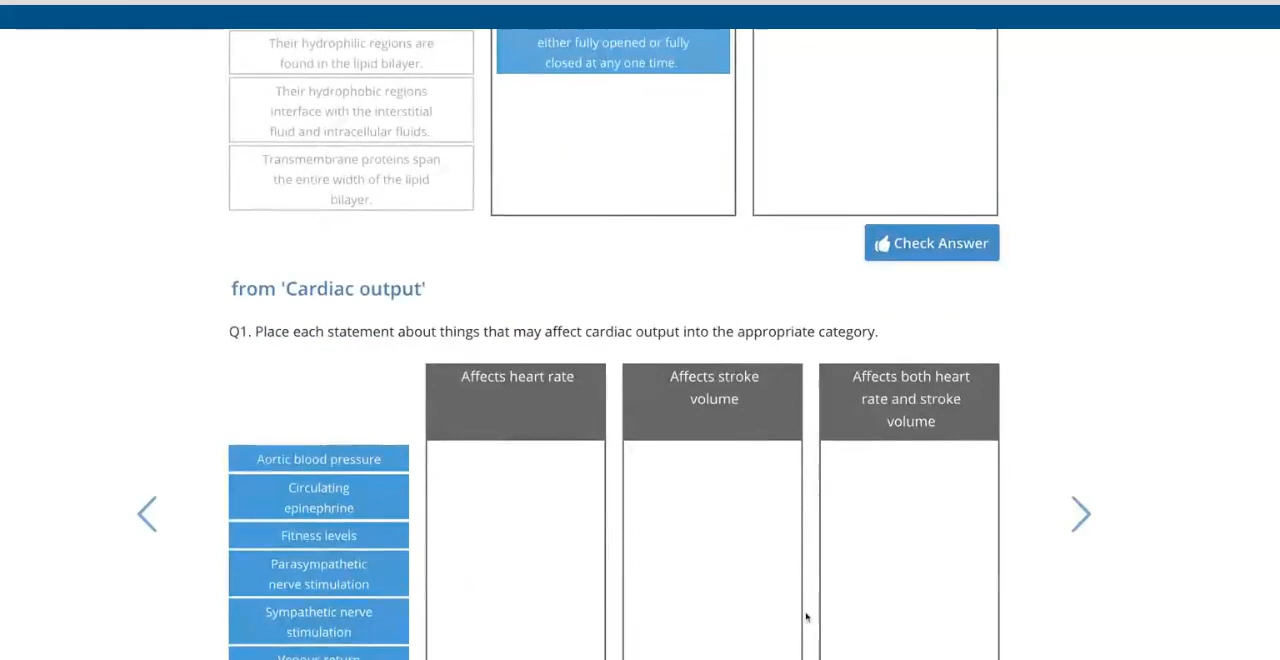 Their hydrophilic regions are
found in the lipid bilayer.
Their hydrophobic regions
interface with the interstitial
fluid and intracellular fluids.
Transmembrane proteins span
the entire width of the lipid
bilayer.
either fully opened or fully
closed at any one time.
Check Answer
from 'Cardiac output'
Q1. Place each statement about things that may affect cardiac output into the appropriate category.
Affects heart rate
Affects stroke
volume
Affects both heart
rate and stroke
volume
Aortic blood pressure
Circulating
epinephrine
Fitness levels
Parasympathetic
nerve stimulation
Sympathetic nerve
stimulation
Venous return